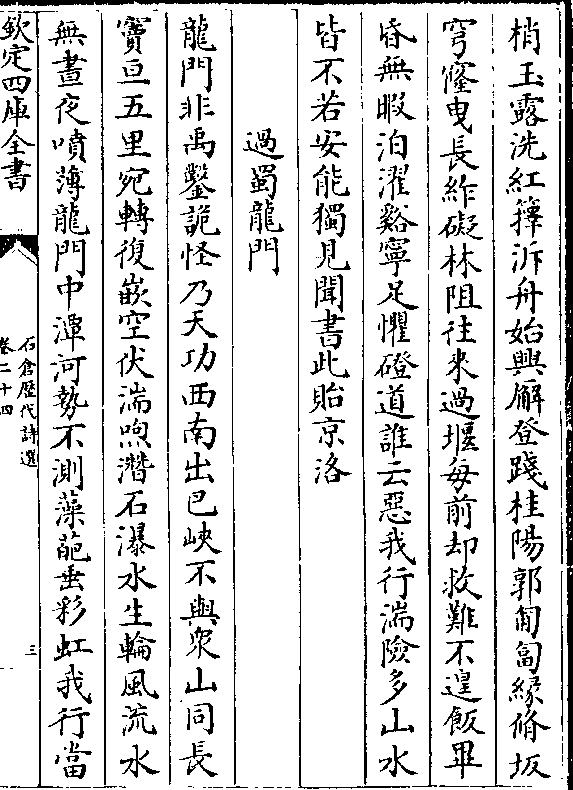 梢玉露洗紅籜泝舟始興廨登踐桂陽郭匍匐緣脩坂
穹窿曳長䋏礙林阻往來遇堰每前却救難不遑飯畢
昏無暇泊濯谿寧足懼磴道誰云惡我行湍險多山水
皆不若安能獨見聞書此貽京洛
過蜀龍門
龍門非禹鑿詭怪乃天功西南出巴峽不與衆山同長
竇亘五里宛轉復嵌空伏湍喣潛石瀑水生輪風流水
無晝夜噴薄龍門中潭河勢不測藻葩垂彩虹我行當
欽定四庫全書
石倉歴代詩選
卷二十四
三